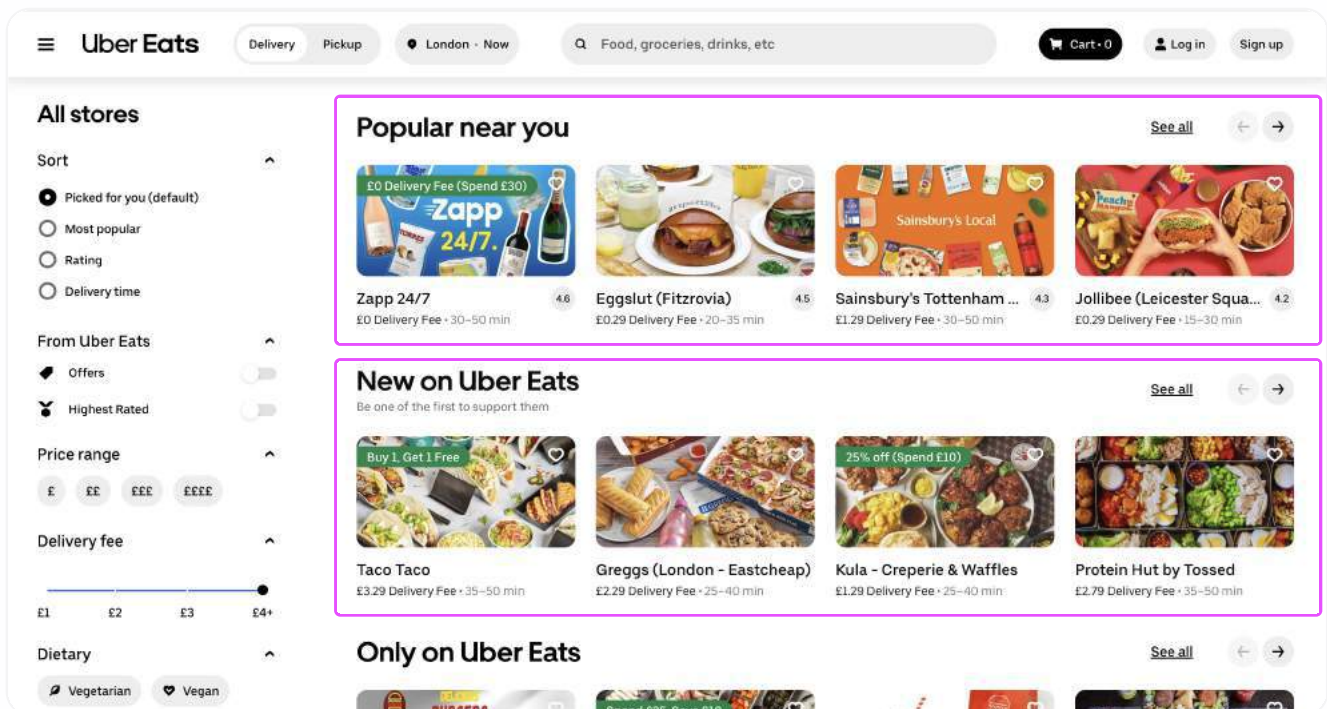 Uber Eats
Delivery Pickup
London · Now
Food, groceries, drinks, etc
Cart · 0
Log in
Sign up
All stores
Sort
Picked for you (default)
Most popular
Rating
Delivery time
From Uber Eats
Offers
Highest Rated
Price range
£ ££ £££ ££££
Delivery fee
£1 £2 £3 £4+
Dietary
Vegetarian Vegan
Popular near you
See all
£0 Delivery Fee (Spend £30)
Zapp
24/7.
Sainsbury's Local
Peach
Zapp 24/7 4.6
£0 Delivery Fee · 30–50 min
Eggslut (Fitzrovia) 4.5
£0.29 Delivery Fee · 20–35 min
Sainsbury's Tottenham ... 4.3
£1.29 Delivery Fee · 30–50 min
Jollibee (Leicester Squa... 4.2
£0.29 Delivery Fee · 15–30 min
New on Uber Eats
Be one of the first to support them
See all
Buy 1, Get 1 Free
25% off (Spend £10)
Taco Taco
£3.29 Delivery Fee · 35–50 min
Greggs (London - Eastcheap)
£2.29 Delivery Fee · 25–40 min
Kula - Creperie & Waffles
£1.29 Delivery Fee · 25–40 min
Protein Hut by Tossed
£2.79 Delivery Fee · 35–50 min
Only on Uber Eats
See all